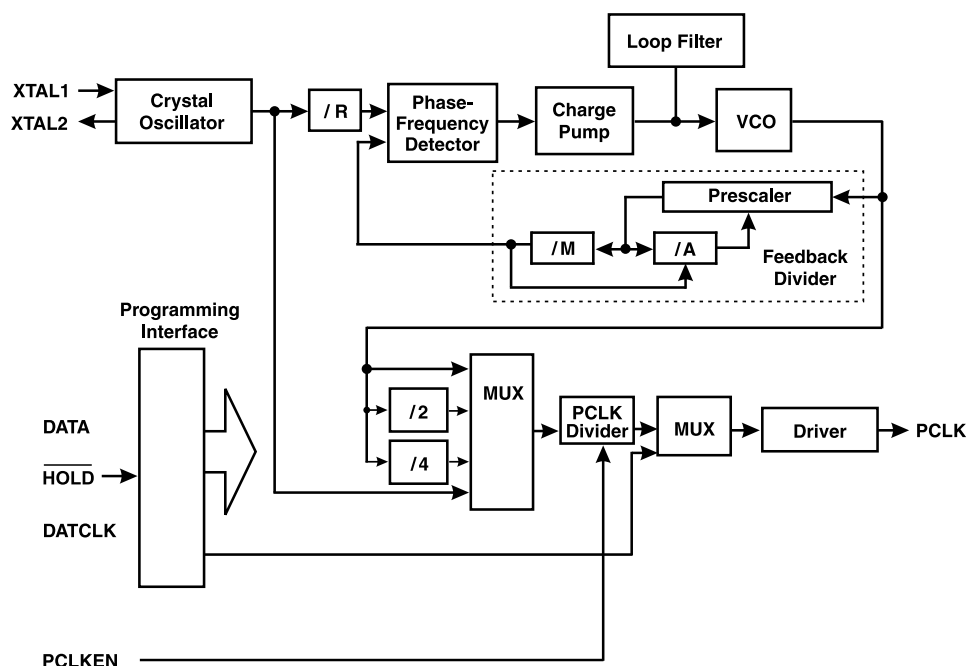 Loop Filter
XTAL1
XTAL2
Crystal
Oscillator
/ R
Phase-
Frequency
Detector
Charge
Pump
VCO
Prescaler
/ M
/ A
Feedback
Divider
Programming
Interface
DATA
HOLD
DATCLK
/ 2
/ 4
MUX
PCLK
Divider
MUX
Driver
PCLK
PCLKEN